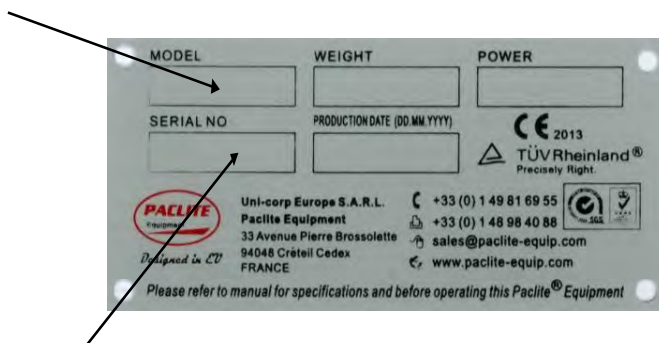 MODEL WEIGHT POWER
SERIAL NO PRODUCTION DATE (DD.MM.YYYY)
CE 2013
TÜVRheinland®
Precisely Right.
PACLITE
Equipment
Designed in EU
Uni-corp Europe S.A.R.L.
Paclite Equipment
33 Avenue Pierre Brossolette
94048 Crèteil Cedex
FRANCE
+33 (0) 1 49 81 69 55
+33 (0) 1 48 98 40 88
sales@paclite-equip.com
www.paclite-equip.com
SGS
Please refer to manual for specifications and before operating this Paclite® Equipment